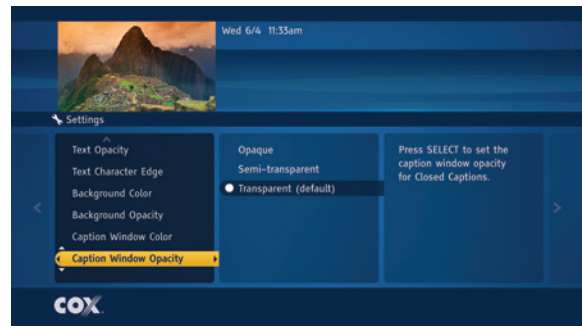 Wed 6/4 11:33am
Settings
Text Opacity
Text Character Edge
Background Color
Background Opacity
Caption Window Color
Caption Window Opacity
Opaque
Semi-transparent
Transparent (default)
Press SELECT to set the
caption window opacity
for Closed Captions.
COX